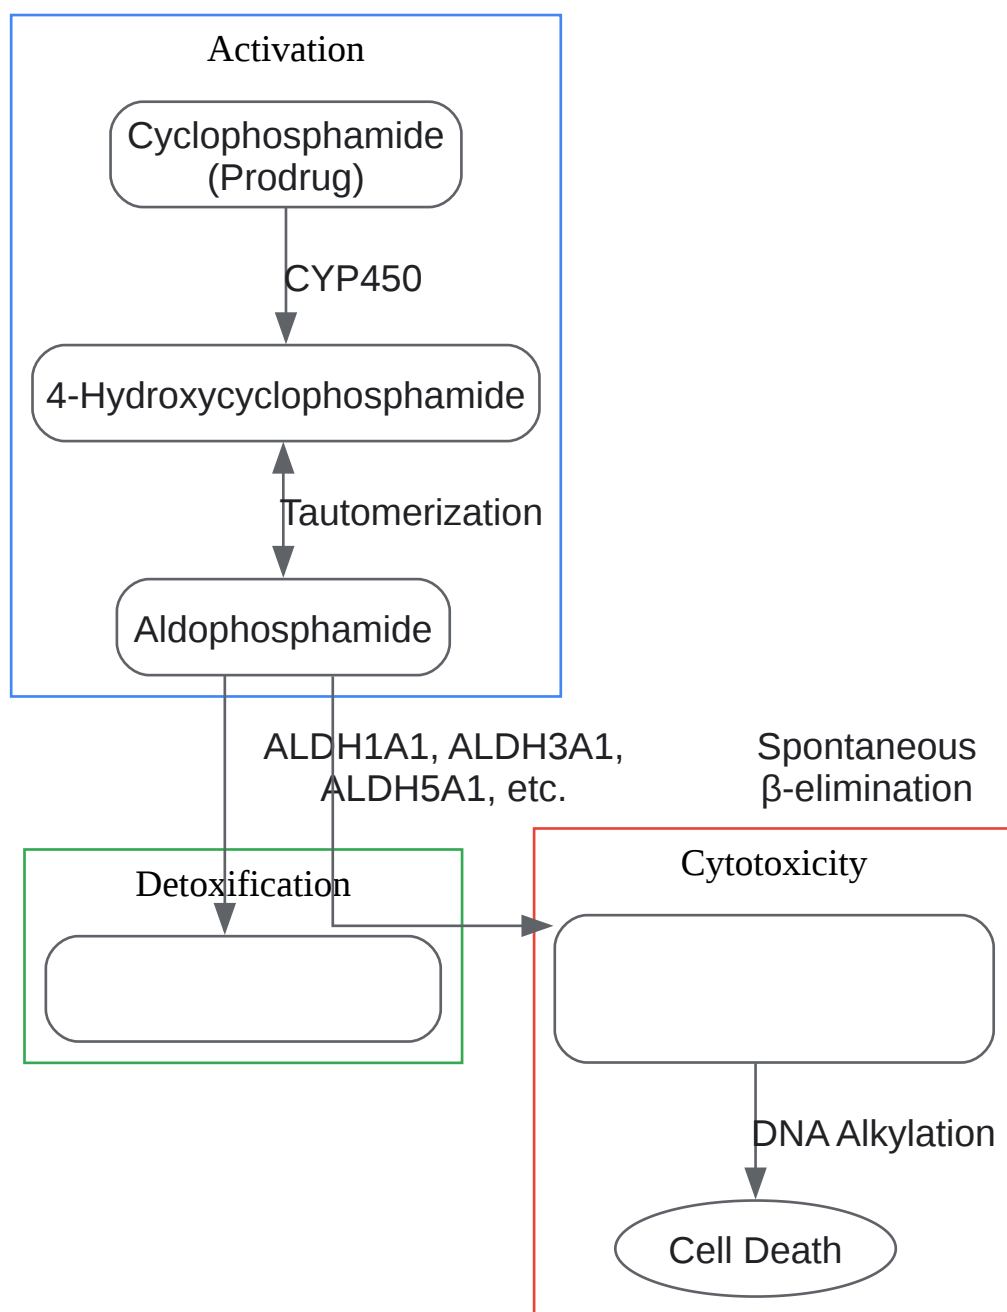 Activation
Cyclophosphamide
(Prodrug)
CYP450
4-Hydroxycyclophosphamide
Tautomerization
Aldophosphamide
ALDH1A1, ALDH3A1,
ALDH5A1, etc.
Spontaneous
β-elimination
Detoxification
Cytotoxicity
DNA Alkylation
Cell Death